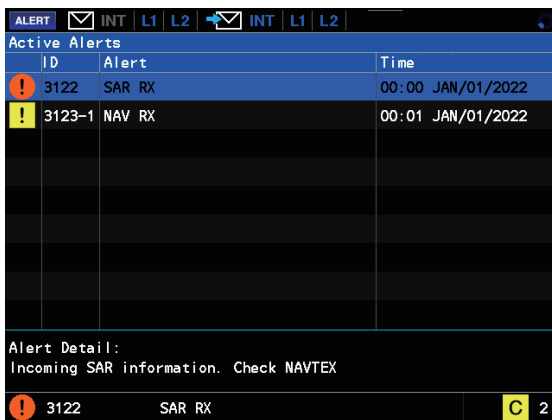 ALERT INT L1 L2 INT L1 L2
Active Alerts
ID Alert Time
! 3122 SAR RX 00:00 JAN/01/2022
! 3123-1 NAV RX 00:01 JAN/01/2022
Alert Detail:
Incoming SAR information. Check NAVTEX
! 3122 SAR RX C 2